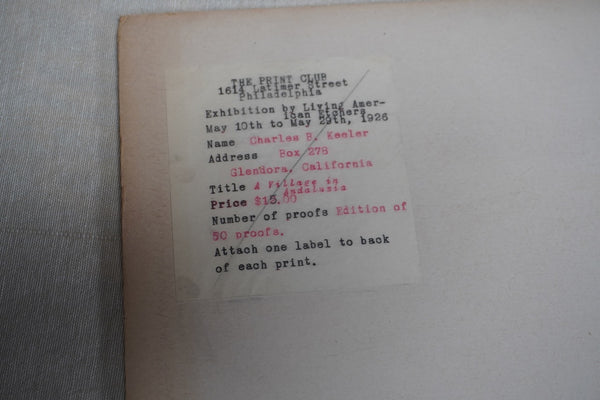 THE PRINT CLUB
1614 Latimer Street
Philadelphia
Exhibition by Living Amer-
ican Etchers
May 10th to May 29th, 1926
Name Charles B. Keeler
Address Box 278
Glendora, California
Title A Village in
Andalusia
Price $15.00
Number of proofs Edition of
50 proofs.
Attach one label to back
of each print.